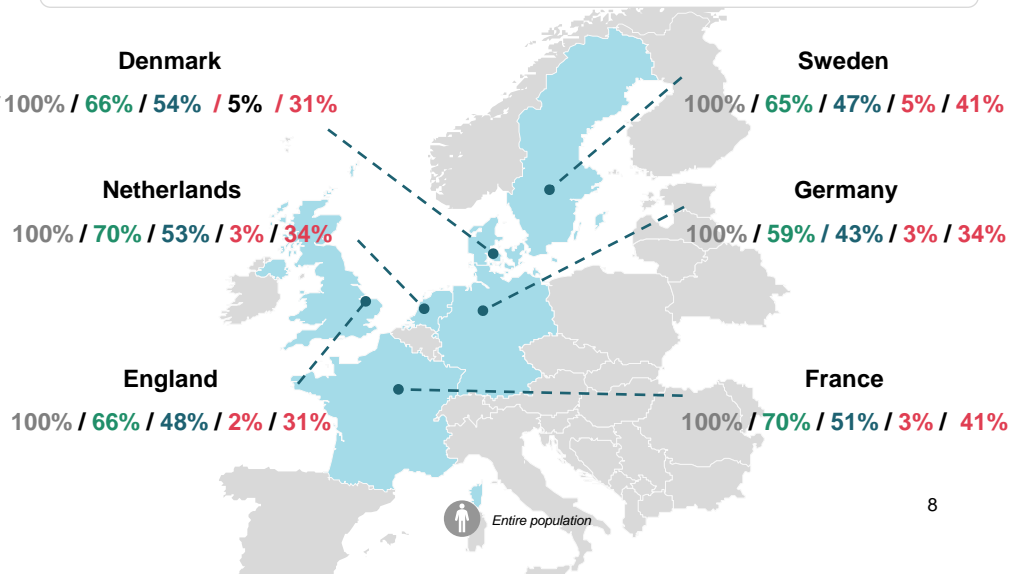 Denmark
/ 100% / 66% / 54% / 5% / 31%
Sweden
100% / 65% / 47% / 5% / 41%
Netherlands
100% / 70% / 53% / 3% / 34%
Germany
100% / 59% / 43% / 3% / 34%
England
100% / 66% / 48% / 2% / 31%
France
100% / 70% / 51% / 3% / 41%
Entire population
8